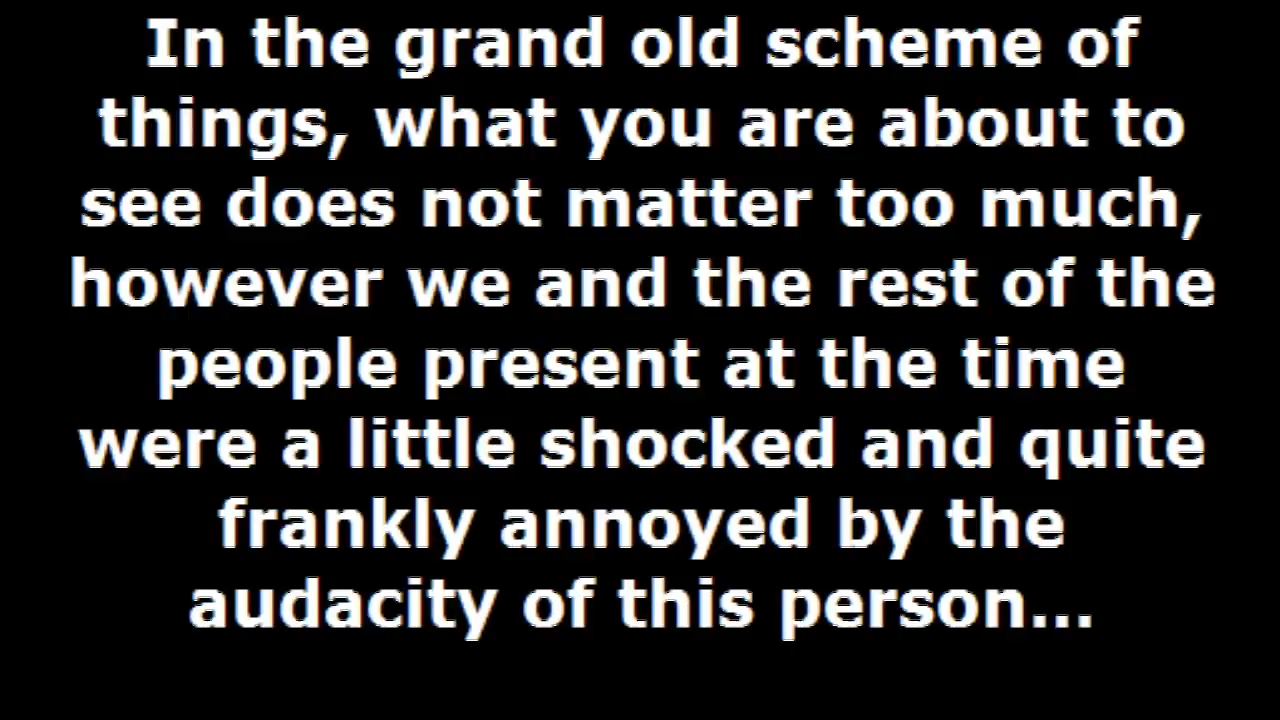 In the grand old scheme of
things, what you are about to
see does not matter too much,
however we and the rest of the
people present at the time
were a little shocked and quite
frankly annoyed by the
audacity of this person...